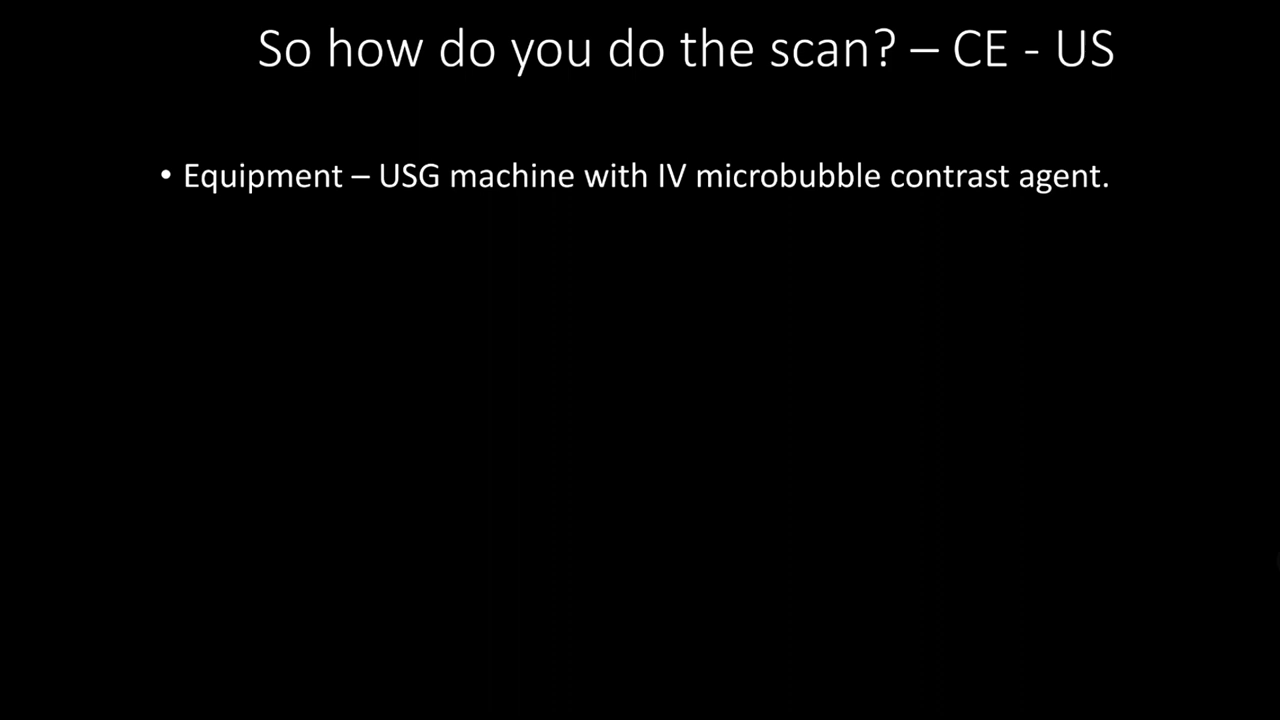 So how do you do the scan? – CE - US
• Equipment – USG machine with IV microbubble contrast agent.